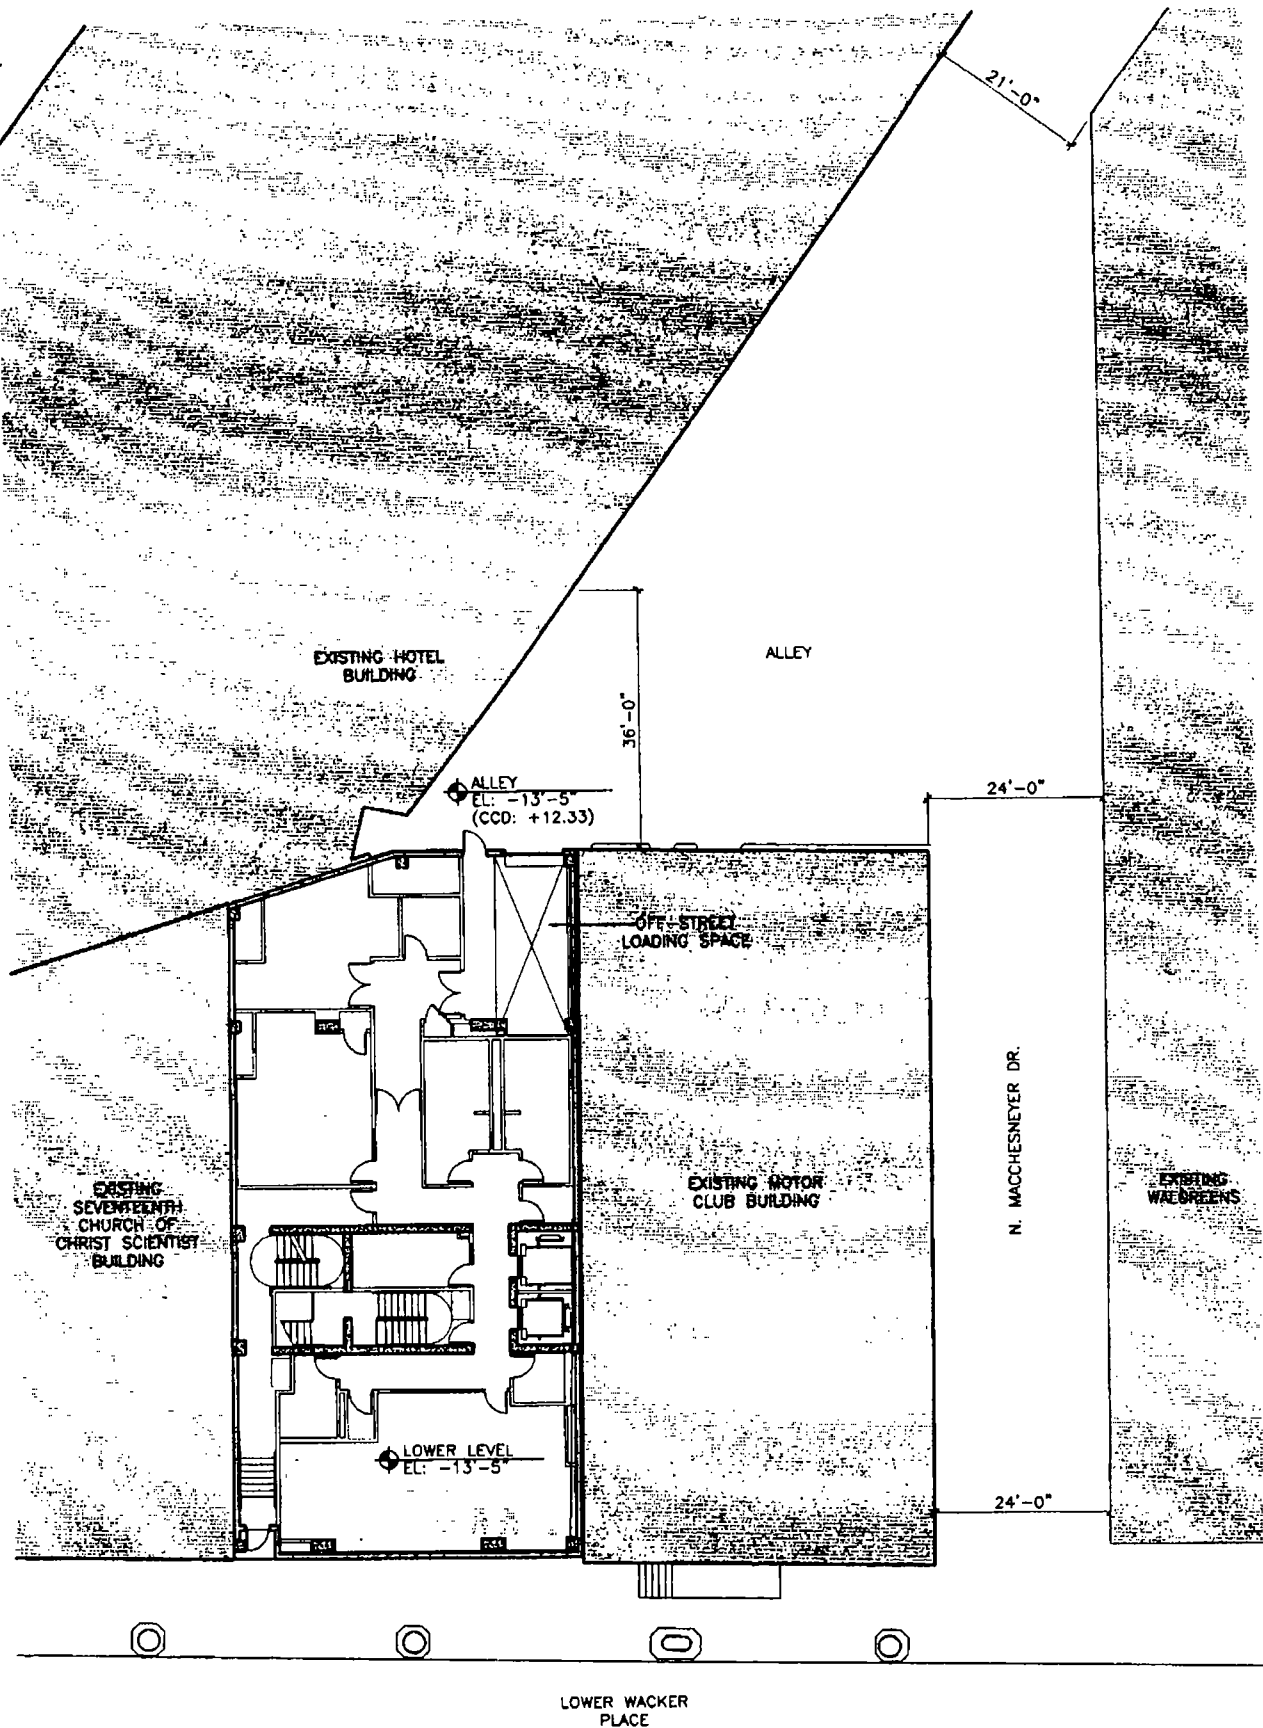 21'-0"
EXISTING HOTEL
BUILDING
ALLEY
36'-0"
ALLEY
EL: -13'-5"
(CCD: +12.33)
24'-0"
OFF-STREET
LOADING SPACE
N. MACCHESNEYER DR.
EXISTING
SEVENTEENTH
CHURCH OF
CHRIST SCIENTIST
BUILDING
EXISTING MOTOR
CLUB BUILDING
EXISTING
WALGREENS
LOWER LEVEL
EL: -13'-5"
24'-0"
LOWER WACKER
PLACE